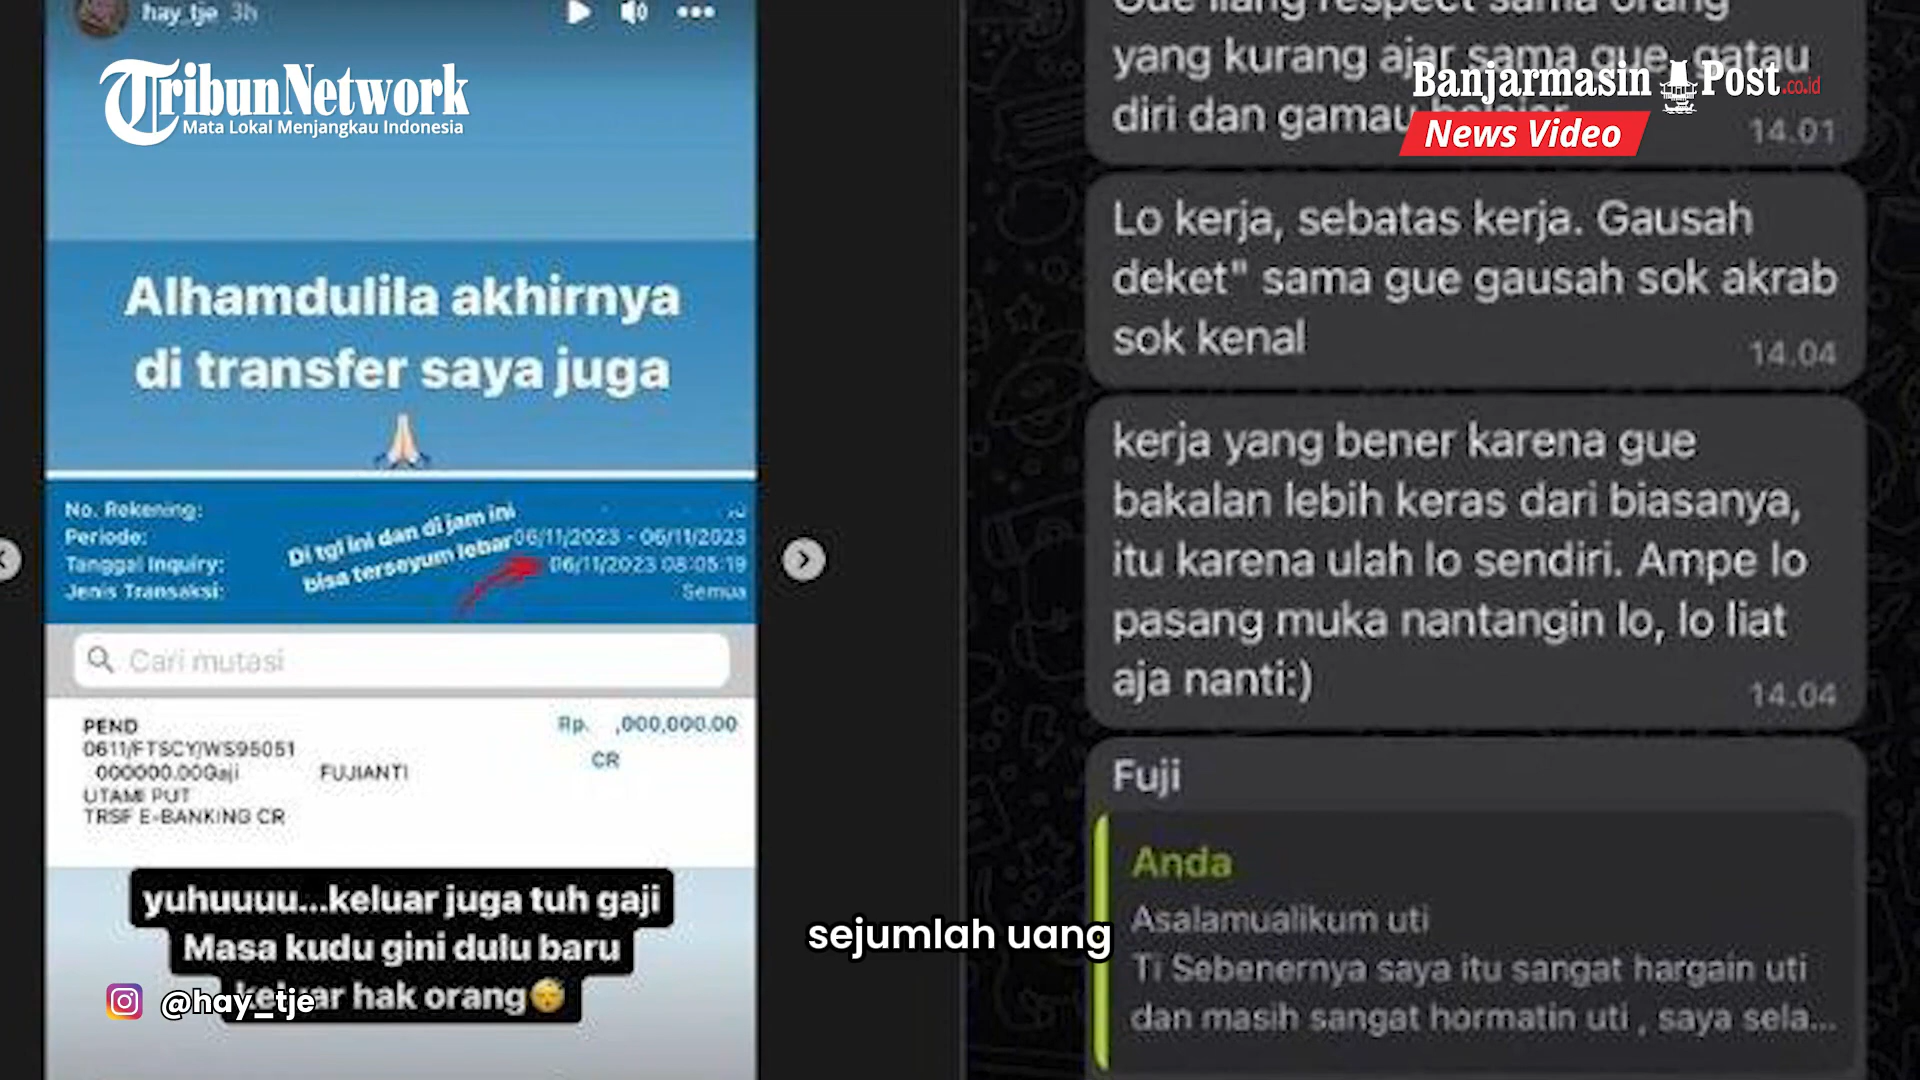 hay_tje 3h
TribunNetwork
Mata Lokal Menjangkau Indonesia
Alhamdulila akhirnya
di transfer saya juga
No. Rekening:
Periode:
06/11/2023 - 06/11/2023
Tanggal Inquiry:
06/11/2023 08:05:19
Jenis Transaksi:
Semua
Di tgl ini dan di jam ini
bisa terseyum lebar
Cari mutasi
PEND
Rp. ,000,000.00
0611/FTSCY/WS95051
CR
000000.00Gaji FUJIANTI
UTAMI PUT
TRSF E-BANKING CR
yuhuuuu...keluar juga tuh gaji
Masa kudu gini dulu baru
keluar hak orang😴
@hay_tje
sejumlah uang
Gue ilang respect sama orang
yang kurang ajar sama gue, gatau
diri dan gamau belajar
14.01
Banjarmasin Post.co.id
News Video
Lo kerja, sebatas kerja. Gausah
deket" sama gue gausah sok akrab
sok kenal
14.04
kerja yang bener karena gue
bakalan lebih keras dari biasanya,
itu karena ulah lo sendiri. Ampe lo
pasang muka nantangin lo, lo liat
aja nanti:)
14.04
Fuji
Anda
Asalamualikum uti
Ti Sebenernya saya itu sangat hargain uti
dan masih sangat hormatin uti , saya sela...